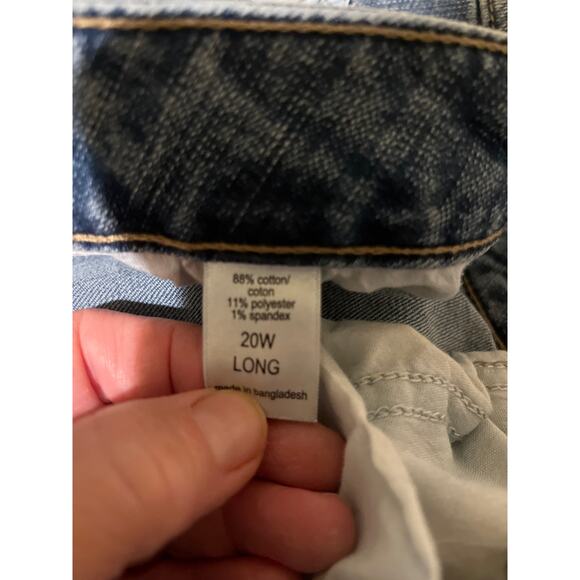 88% cotton/
coton
11% polyester
1% spandex
20W
LONG
made in bangladesh